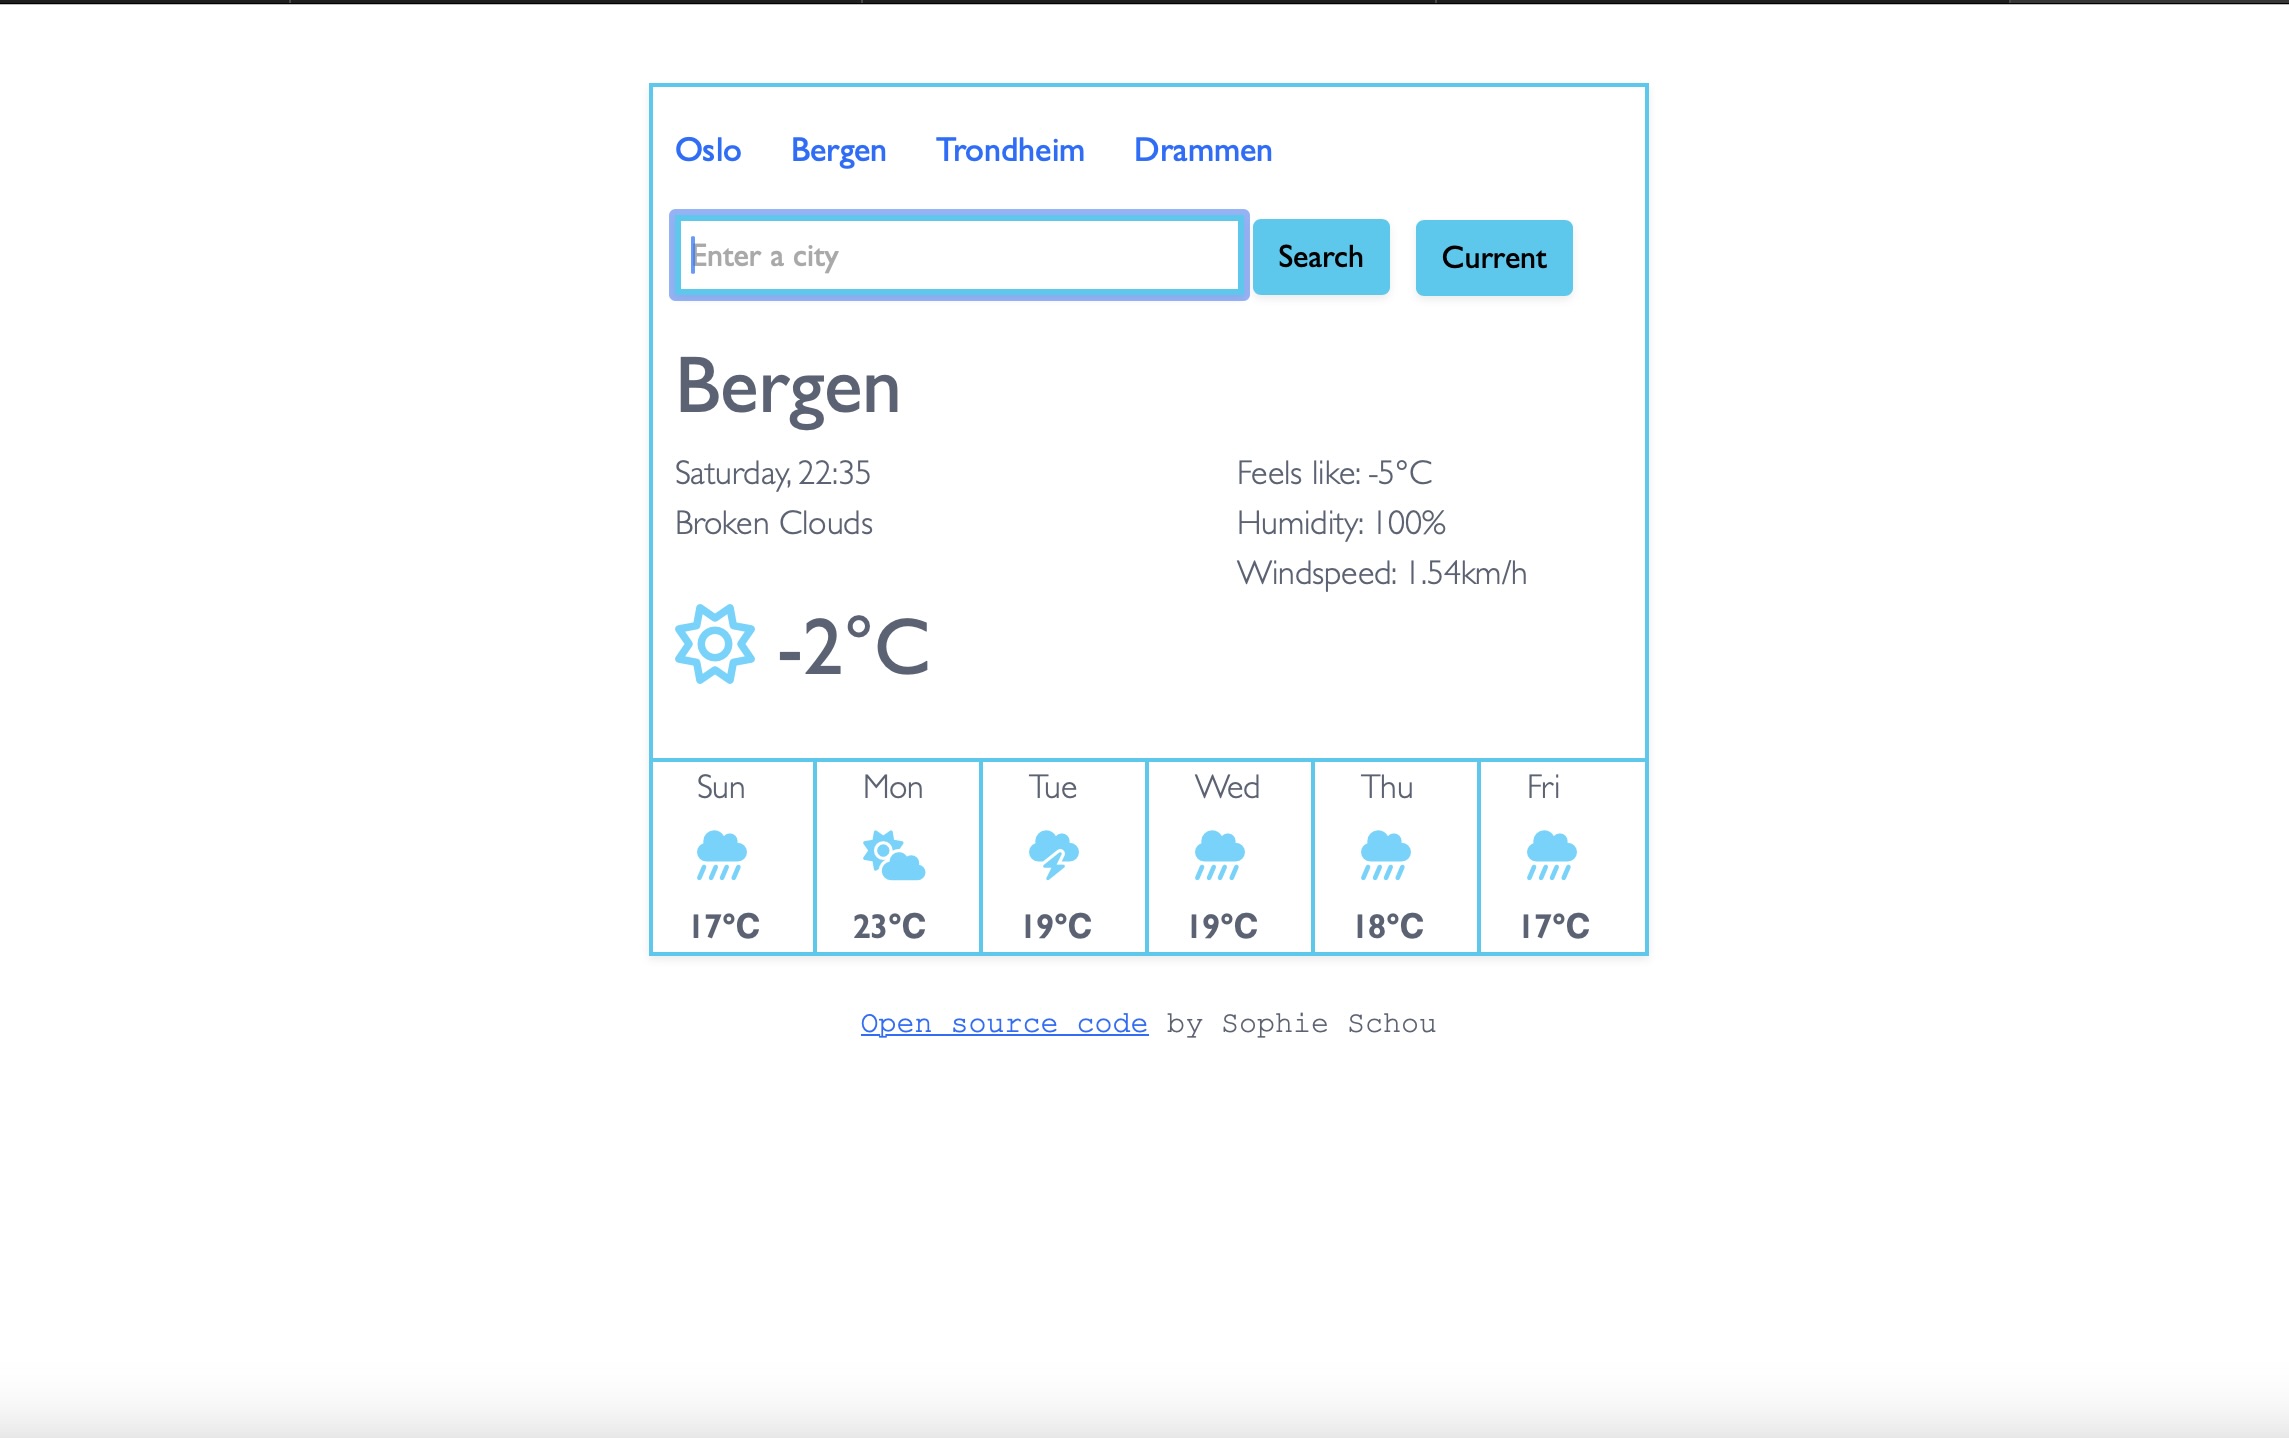 Oslo Bergen Trondheim Drammen
Enter a city Search Current
Bergen
Saturday, 22:35 Feels like: -5°C
Broken Clouds Humidity: 100%
Windspeed: 1.54km/h
-2°C
Sun Mon Tue Wed Thu Fri
17°C 23°C 19°C 19°C 18°C 17°C
Open source code by Sophie Schou